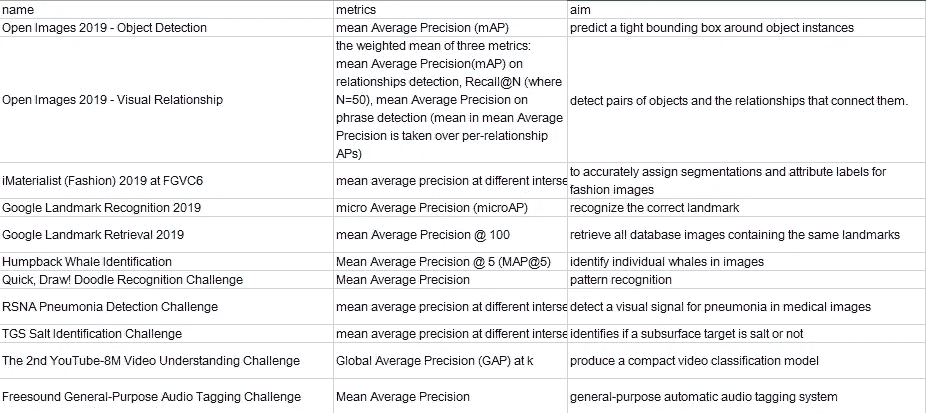 name metrics aim
Open Images 2019 - Object Detection mean Average Precision (mAP) predict a tight bounding box around object instances
Open Images 2019 - Visual Relationship
the weighted mean of three metrics:
mean Average Precision(mAP) on
relationships detection, Recall@N (where
N=50), mean Average Precision on
phrase detection (mean in mean Average
Precision is taken over per-relationship
APs)
detect pairs of objects and the relationships that connect them.
iMaterialist (Fashion) 2019 at FGVC6 mean average precision at different interse
to accurately assign segmentations and attribute labels for
fashion images
Google Landmark Recognition 2019 micro Average Precision (microAP) recognize the correct landmark
Google Landmark Retrieval 2019 mean Average Precision @ 100 retrieve all database images containing the same landmarks
Humpback Whale Identification Mean Average Precision @ 5 (MAP@5) identify individual whales in images
Quick, Draw! Doodle Recognition Challenge Mean Average Precision pattern recognition
RSNA Pneumonia Detection Challenge mean average precision at different interse detect a visual signal for pneumonia in medical images
TGS Salt Identification Challenge mean average precision at different interse identifies if a subsurface target is salt or not
The 2nd YouTube-8M Video Understanding Challenge Global Average Precision (GAP) at k produce a compact video classification model
Freesound General-Purpose Audio Tagging Challenge Mean Average Precision general-purpose automatic audio tagging system